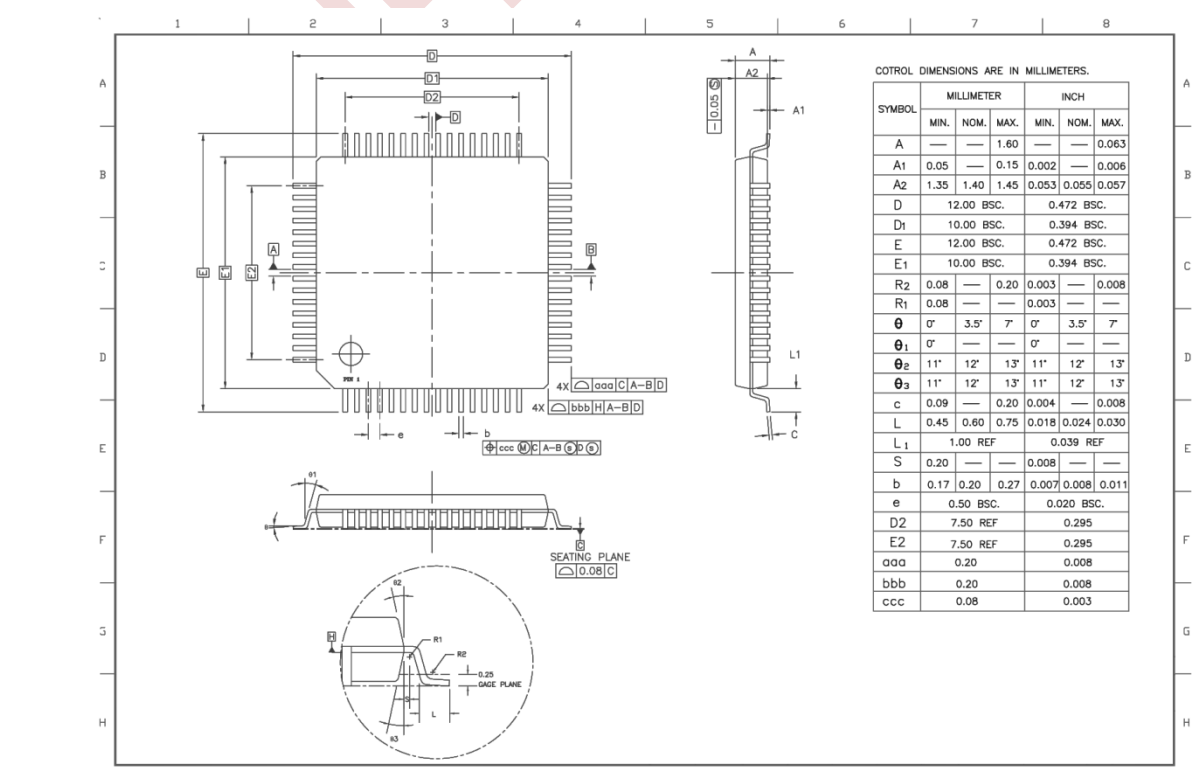 1 2 3 4 5 6 7 8
A A
B B
C
D D
E E
F F
G
H H
D
D1
D2
D
A
B
E
E1
E2
PIN 1
4X aaa C A-B D
4X bbb H A-B D
e
b
ccc M C A-B S D S
A
A2
A1
0.05 S
L1
C
θ1
θ
C
SEATING PLANE
0.08 C
θ2
H
R1
R2
0.25
GAGE PLANE
S
L
θ3
COTROL DIMENSIONS ARE IN MILLIMETERS.
SYMBOL MILLIMETER INCH
MIN. NOM. MAX. MIN. NOM. MAX.
A — — 1.60 — — 0.063
A1 0.05 — 0.15 0.002 — 0.006
A2 1.35 1.40 1.45 0.053 0.055 0.057
D 12.00 BSC. 0.472 BSC.
D1 10.00 BSC. 0.394 BSC.
E 12.00 BSC. 0.472 BSC.
E1 10.00 BSC. 0.394 BSC.
R2 0.08 — 0.20 0.003 — 0.008
R1 0.08 — — 0.003 — —
θ 0° 3.5° 7° 0° 3.5° 7°
θ1 0° — — 0° — —
θ2 11° 12° 13° 11° 12° 13°
θ3 11° 12° 13° 11° 12° 13°
c 0.09 — 0.20 0.004 — 0.008
L 0.45 0.60 0.75 0.018 0.024 0.030
L1 1.00 REF 0.039 REF
S 0.20 — — 0.008 — —
b 0.17 0.20 0.27 0.007 0.008 0.011
e 0.50 BSC. 0.020 BSC.
D2 7.50 REF 0.295
E2 7.50 REF 0.295
aaa 0.20 0.008
bbb 0.20 0.008
ccc 0.08 0.003